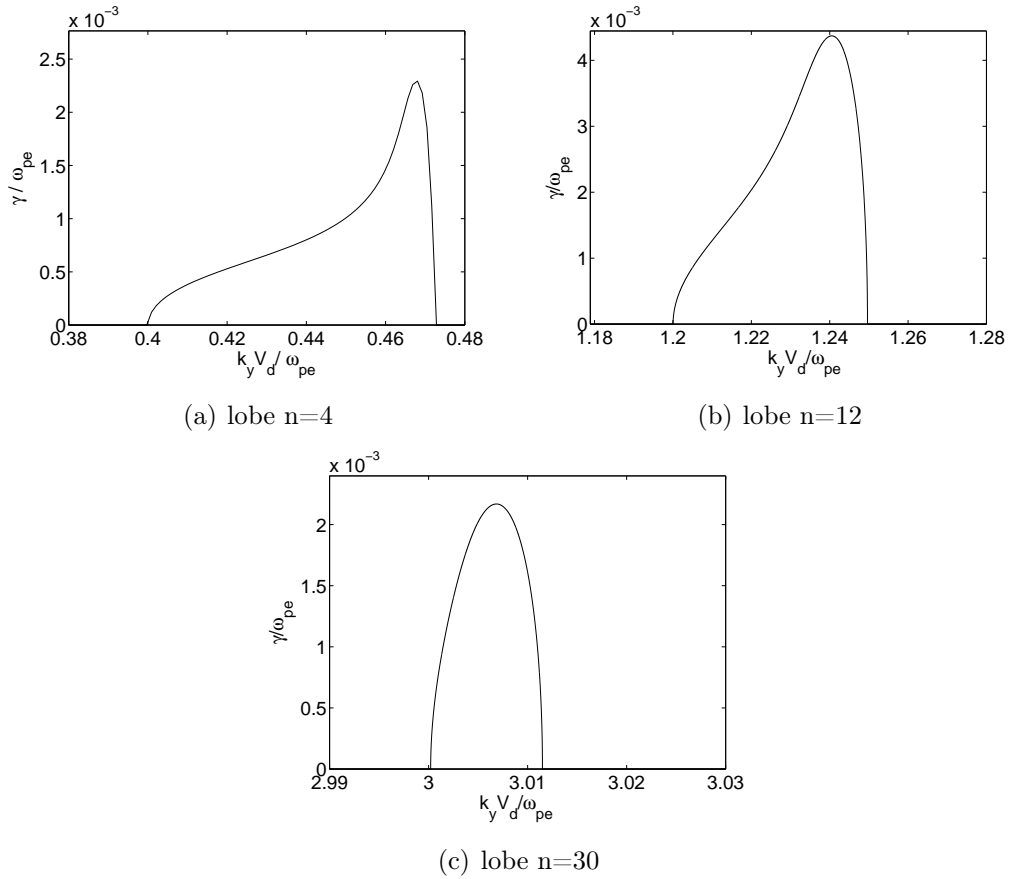 x 10⁻³
2.5
2
1.5
1
0.5
0
γ / ω_pe
0.38 0.4 0.42 0.44 0.46 0.48
k_y V_d / ω_pe
(a) lobe n=4
x 10⁻³
4
3
2
1
0
γ/ω_pe
1.18 1.2 1.22 1.24 1.26 1.28
k_y V_d/ω_pe
(b) lobe n=12
x 10⁻³
2
1.5
1
0.5
0
γ/ω_pe
2.99 3 3.01 3.02 3.03
k_y V_d/ω_pe
(c) lobe n=30